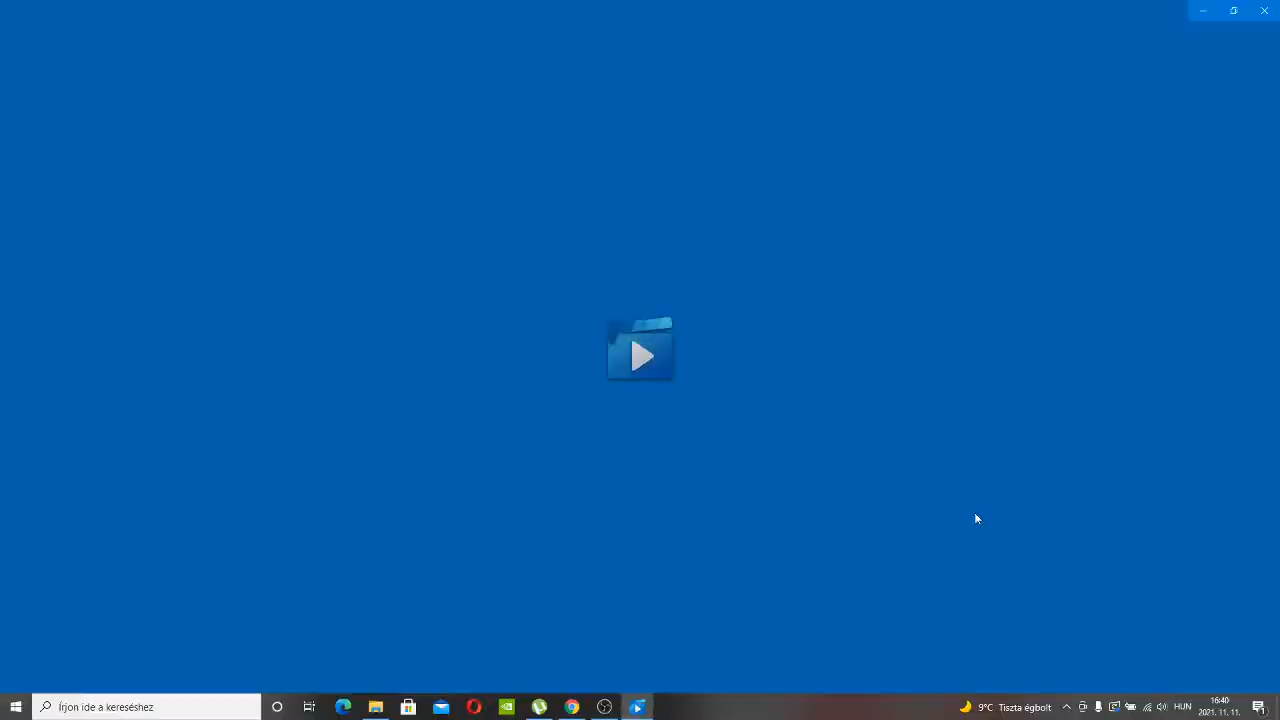 Írjon ide a kereséshez
9°C Tiszta égbolt
HUN
16:40
2021. 11. 11.